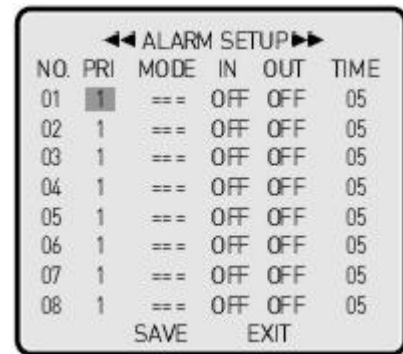 ◀◀ ALARM SETUP ▶▶
NO. PRI MODE IN OUT TIME
01 1 === OFF OFF 05
02 1 === OFF OFF 05
03 1 === OFF OFF 05
04 1 === OFF OFF 05
05 1 === OFF OFF 05
06 1 === OFF OFF 05
07 1 === OFF OFF 05
08 1 === OFF OFF 05
SAVE EXIT